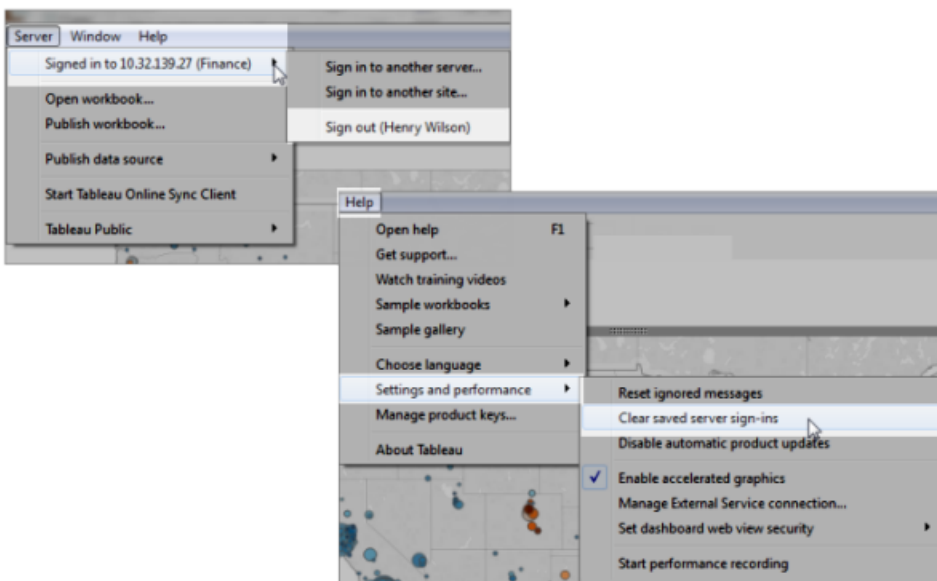 Server Window Help
Signed in to 10.32.139.27 (Finance)
Open workbook...
Publish workbook...
Publish data source
Start Tableau Online Sync Client
Tableau Public
Sign in to another server...
Sign in to another site...
Sign out (Henry Wilson)
Help
Open help F1
Get support...
Watch training videos
Sample workbooks
Sample gallery
Choose language
Settings and performance
Manage product keys...
About Tableau
Reset ignored messages
Clear saved server sign-ins
Disable automatic product updates
Enable accelerated graphics
Manage External Service connection...
Set dashboard web view security
Start performance recording